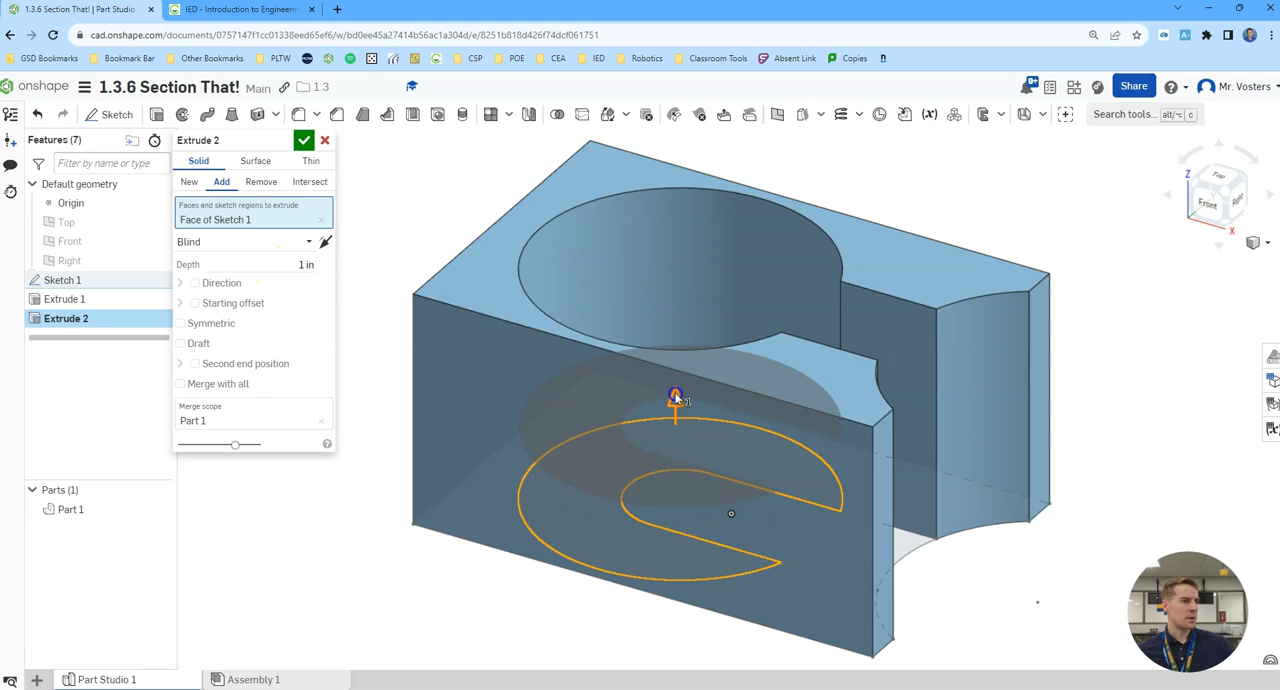 1.3.6 Section That! | Part Studio
IED - Introduction to Engineerin
cad.onshape.com/documents/0757147f1cc01338eed65ef6/w/bd0ee45a27414b56ac1a304d/e/8251b818d426f74dcf061751
GSD Bookmarks Bookmark Bar Other Bookmarks PLTW CSP POE CEA IED Robotics Classroom Tools Absent Link Copies
onshape 1.3.6 Section That! Main 1.3 9+ Share Mr. Vosters
Sketch Search tools... alt/⌥ c
Features (7)
Filter by name or type
Default geometry
Origin
Top
Front
Right
Sketch 1
Extrude 1
Extrude 2
Parts (1)
Part 1
Extrude 2
Solid Surface Thin
New Add Remove Intersect
Faces and sketch regions to extrude
Face of Sketch 1
Blind
Depth 1 in
Direction
Starting offset
Symmetric
Draft
Second end position
Merge with all
Merge scope
Part 1
1
Z
Top
Front
Right
X
Part Studio 1
Assembly 1